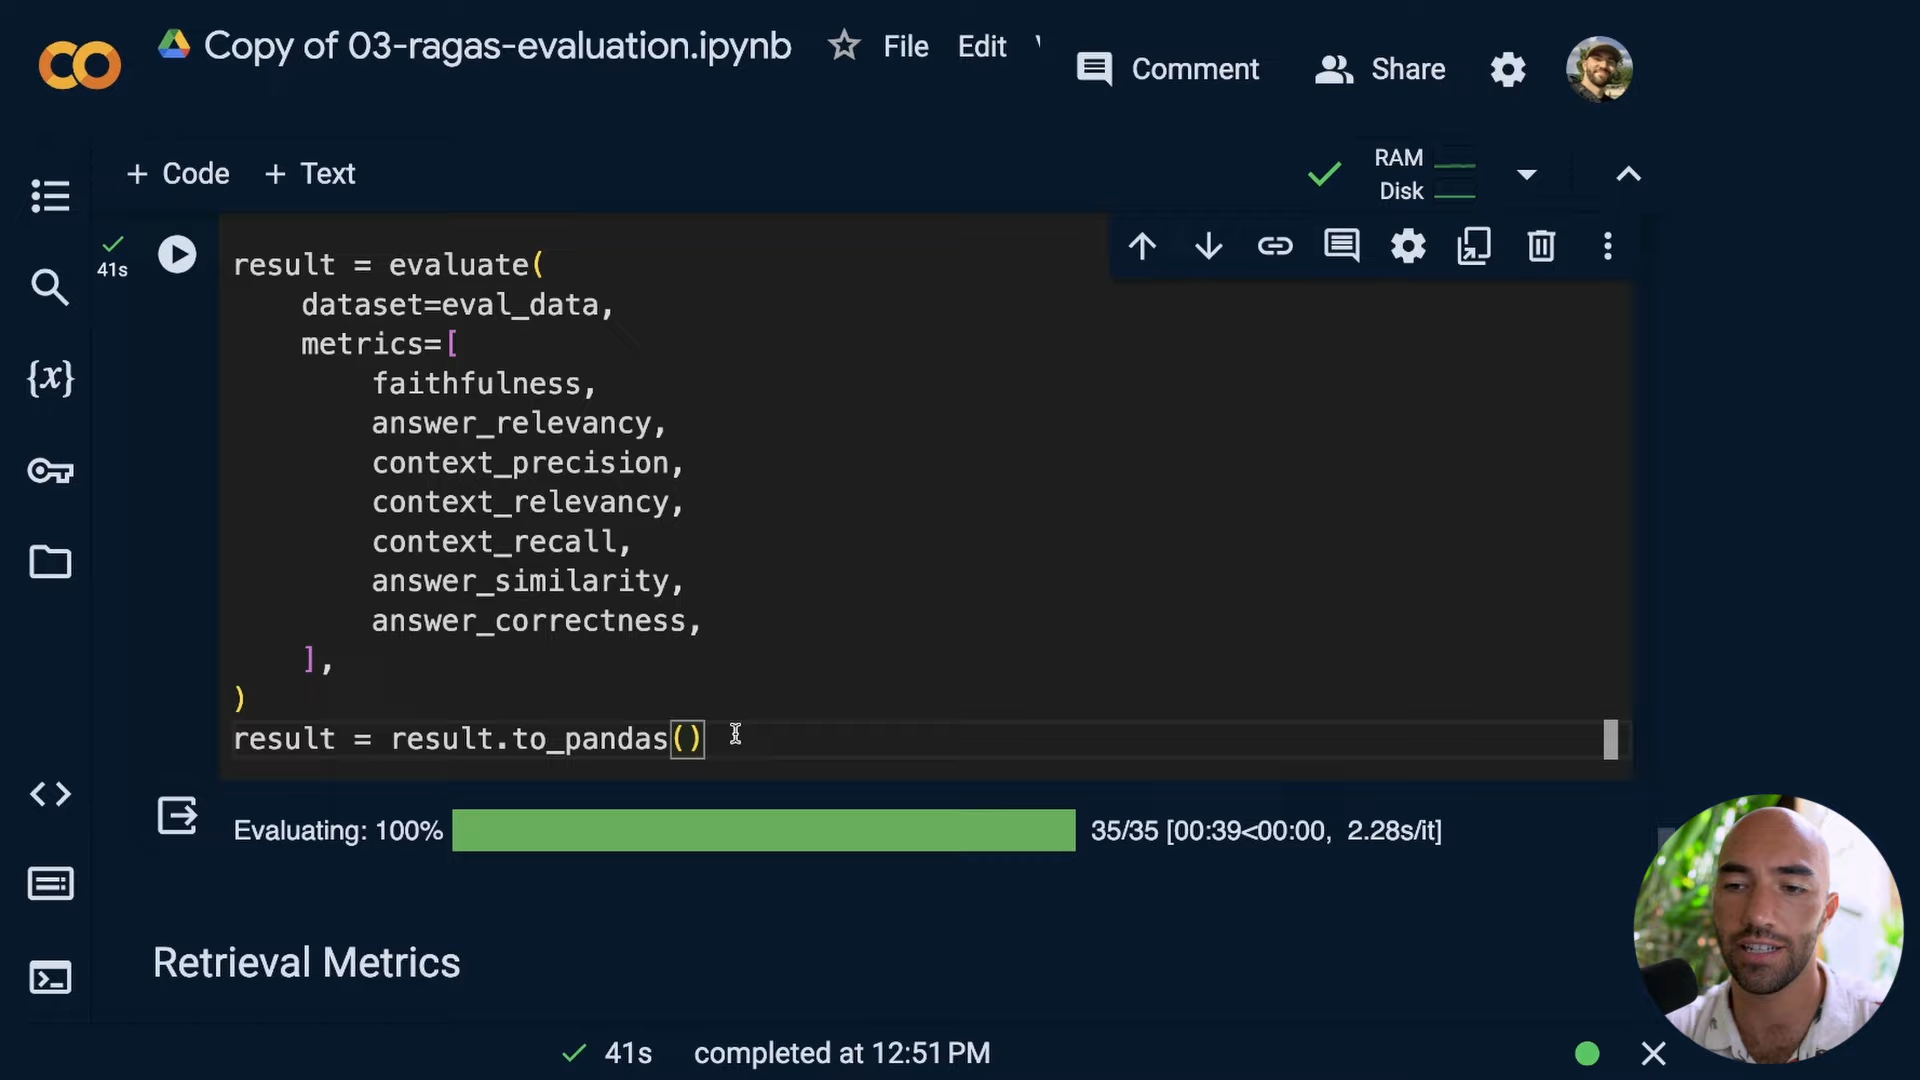 Copy of 03-ragas-evaluation.ipynb File Edit
Comment Share
+ Code + Text
RAM
Disk
41s
result = evaluate(
dataset=eval_data,
metrics=[
faithfulness,
answer_relevancy,
context_precision,
context_relevancy,
context_recall,
answer_similarity,
answer_correctness,
],
)
result = result.to_pandas()
Evaluating: 100% 35/35 [00:39<00:00, 2.28s/it]
Retrieval Metrics
41s completed at 12:51 PM